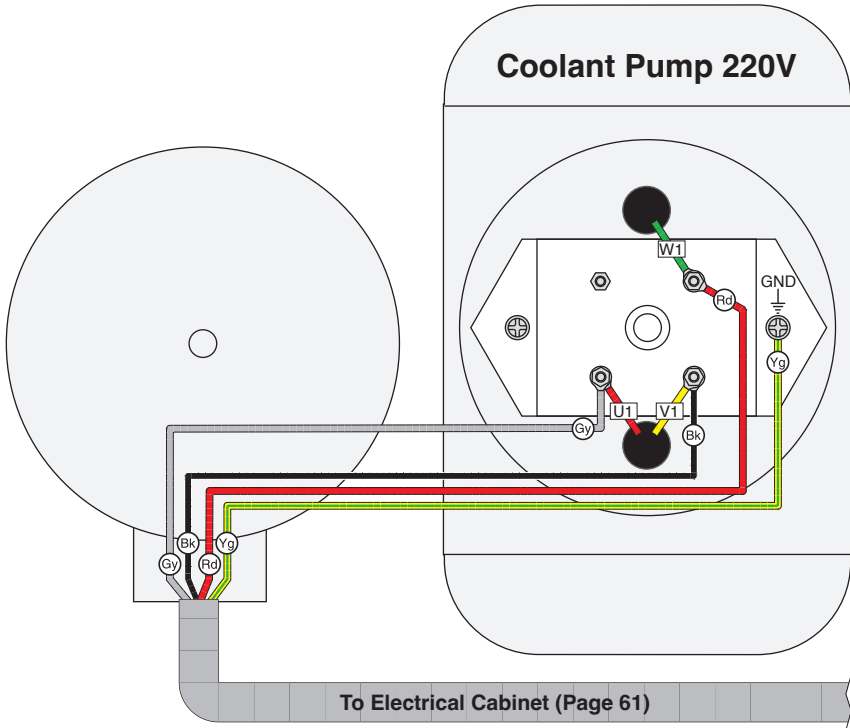 Coolant Pump 220V
W1
GND
Rd
Yg
U1
V1
Gy
Bk
Bk
Yg
Gy
Rd
To Electrical Cabinet (Page 61)